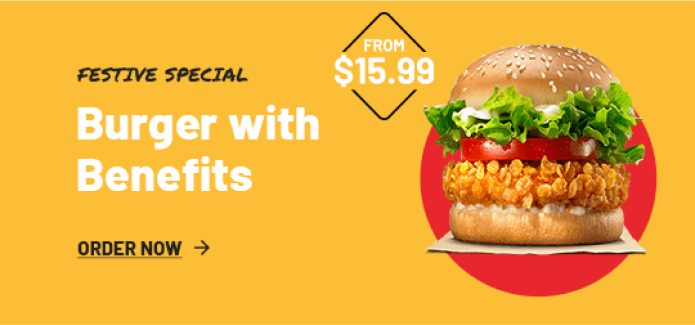 FESTIVE SPECIAL
Burger with
Benefits
ORDER NOW
FROM
$15.99